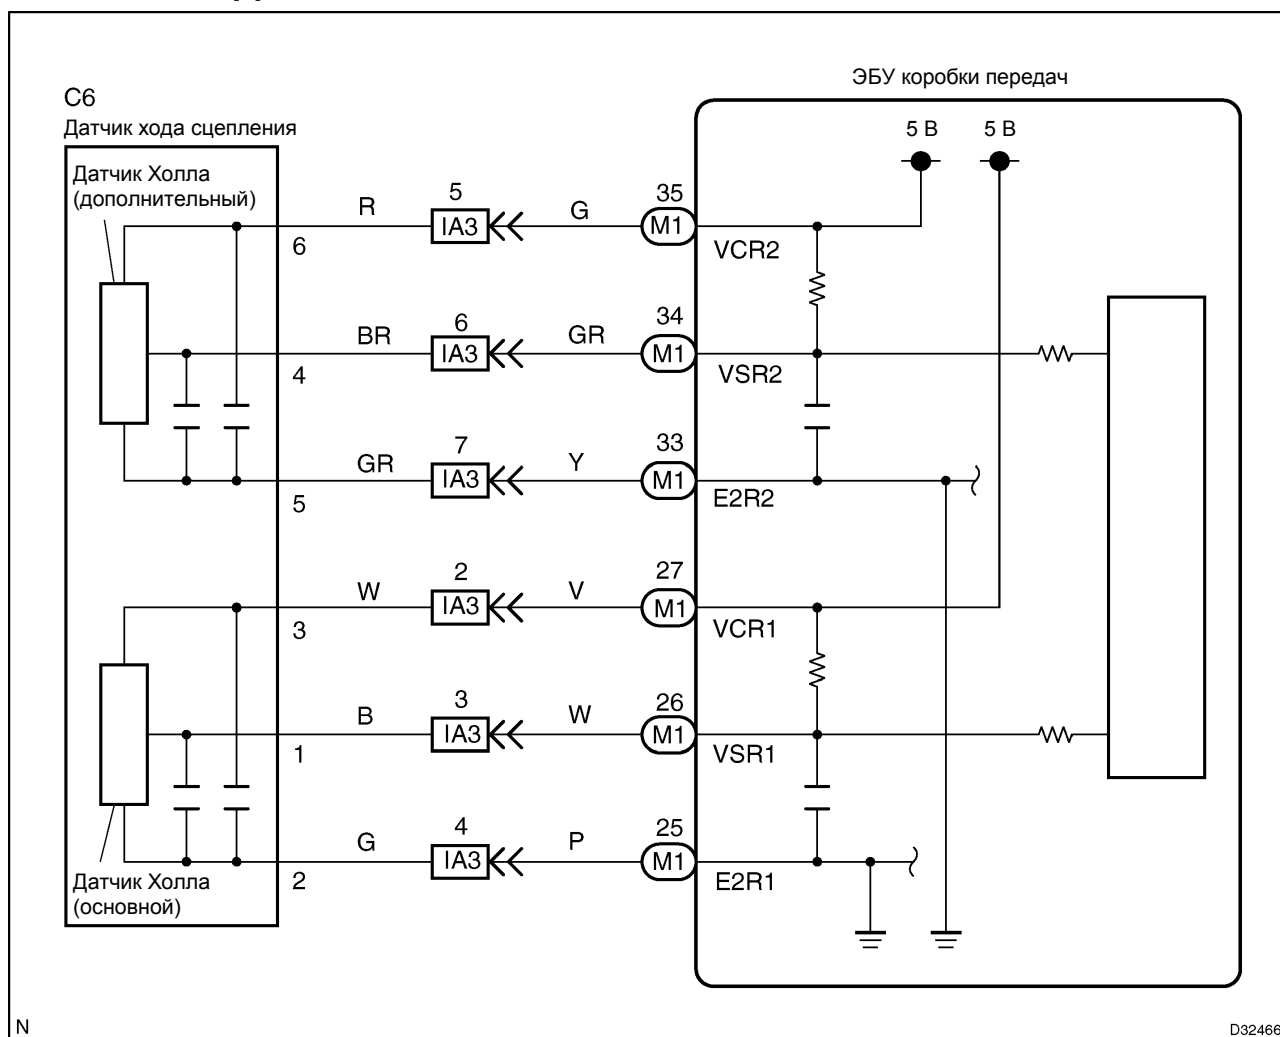 ЭБУ коробки передач
C6
Датчик хода сцепления
5 В 5 В
Датчик Холла
(дополнительный)
R 5 IA3 G 35 M1
6 VCR2
BR 6 IA3 GR 34 M1
4 VSR2
GR 7 IA3 Y 33 M1
5 E2R2
W 2 IA3 V 27 M1
3 VCR1
B 3 IA3 W 26 M1
1 VSR1
G 4 IA3 P 25 M1
2 E2R1
Датчик Холла
(основной)
N D32466